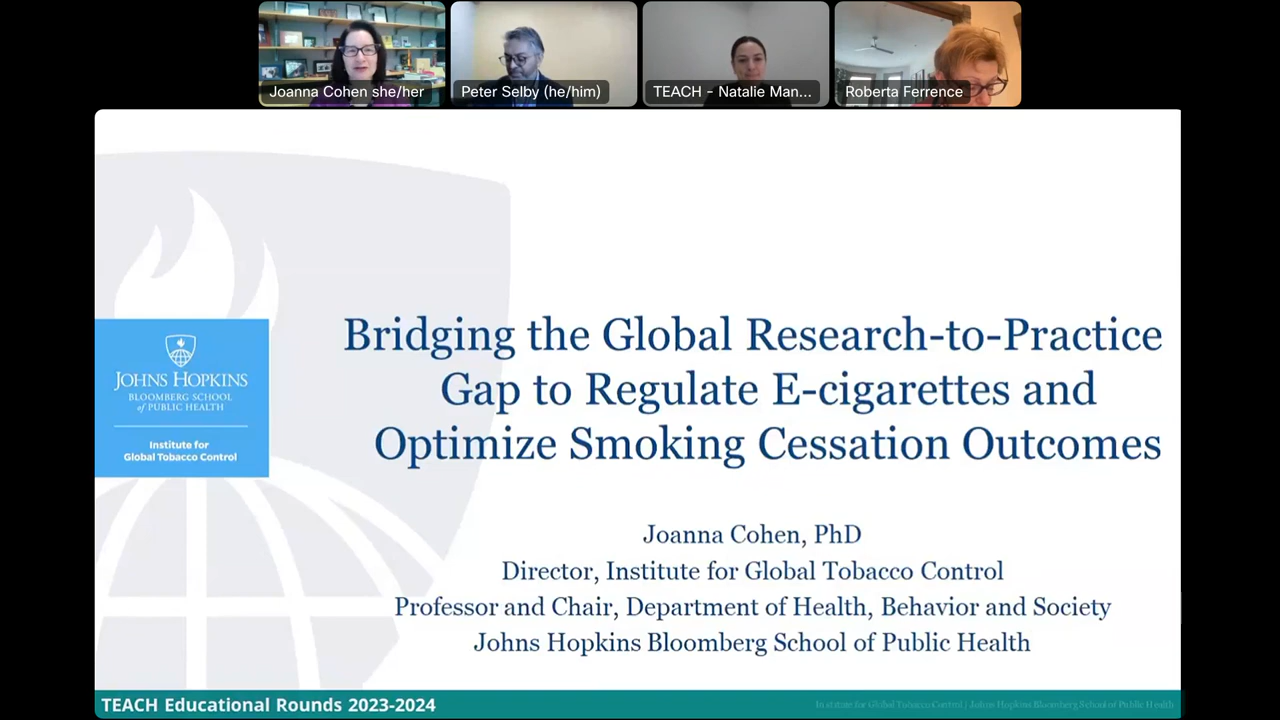 Joanna Cohen she/her
Peter Selby (he/him)
TEACH - Natalie Man...
Roberta Ferrence
Bridging the Global Research-to-Practice
Gap to Regulate E-cigarettes and
Optimize Smoking Cessation Outcomes
JOHNS HOPKINS
BLOOMBERG SCHOOL
of PUBLIC HEALTH
Institute for
Global Tobacco Control
Joanna Cohen, PhD
Director, Institute for Global Tobacco Control
Professor and Chair, Department of Health, Behavior and Society
Johns Hopkins Bloomberg School of Public Health
TEACH Educational Rounds 2023-2024
Institute for Global Tobacco Control | Johns Hopkins Bloomberg School of Public Health